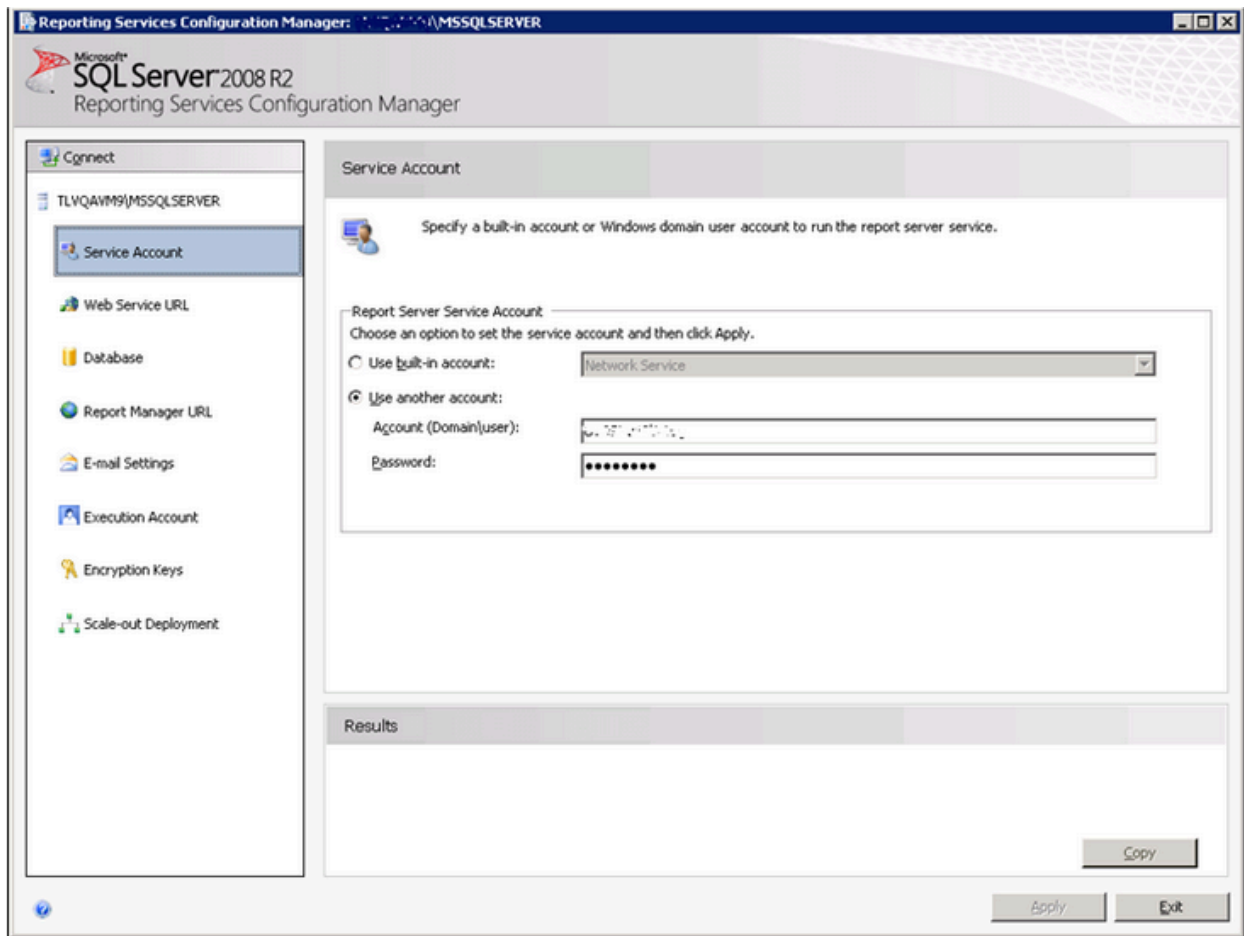 Reporting Services Configuration Manager: \MSSQLSERVER
Microsoft
SQL Server 2008 R2
Reporting Services Configuration Manager
Connect
TLVQAVM9\MSSQLSERVER
Service Account
Web Service URL
Database
Report Manager URL
E-mail Settings
Execution Account
Encryption Keys
Scale-out Deployment
Service Account
Specify a built-in account or Windows domain user account to run the report server service.
Report Server Service Account
Choose an option to set the service account and then click Apply.
Use built-in account:
Network Service
Use another account:
Account (Domain\user):
Password:
••••••••
Results
Copy
Apply
Exit